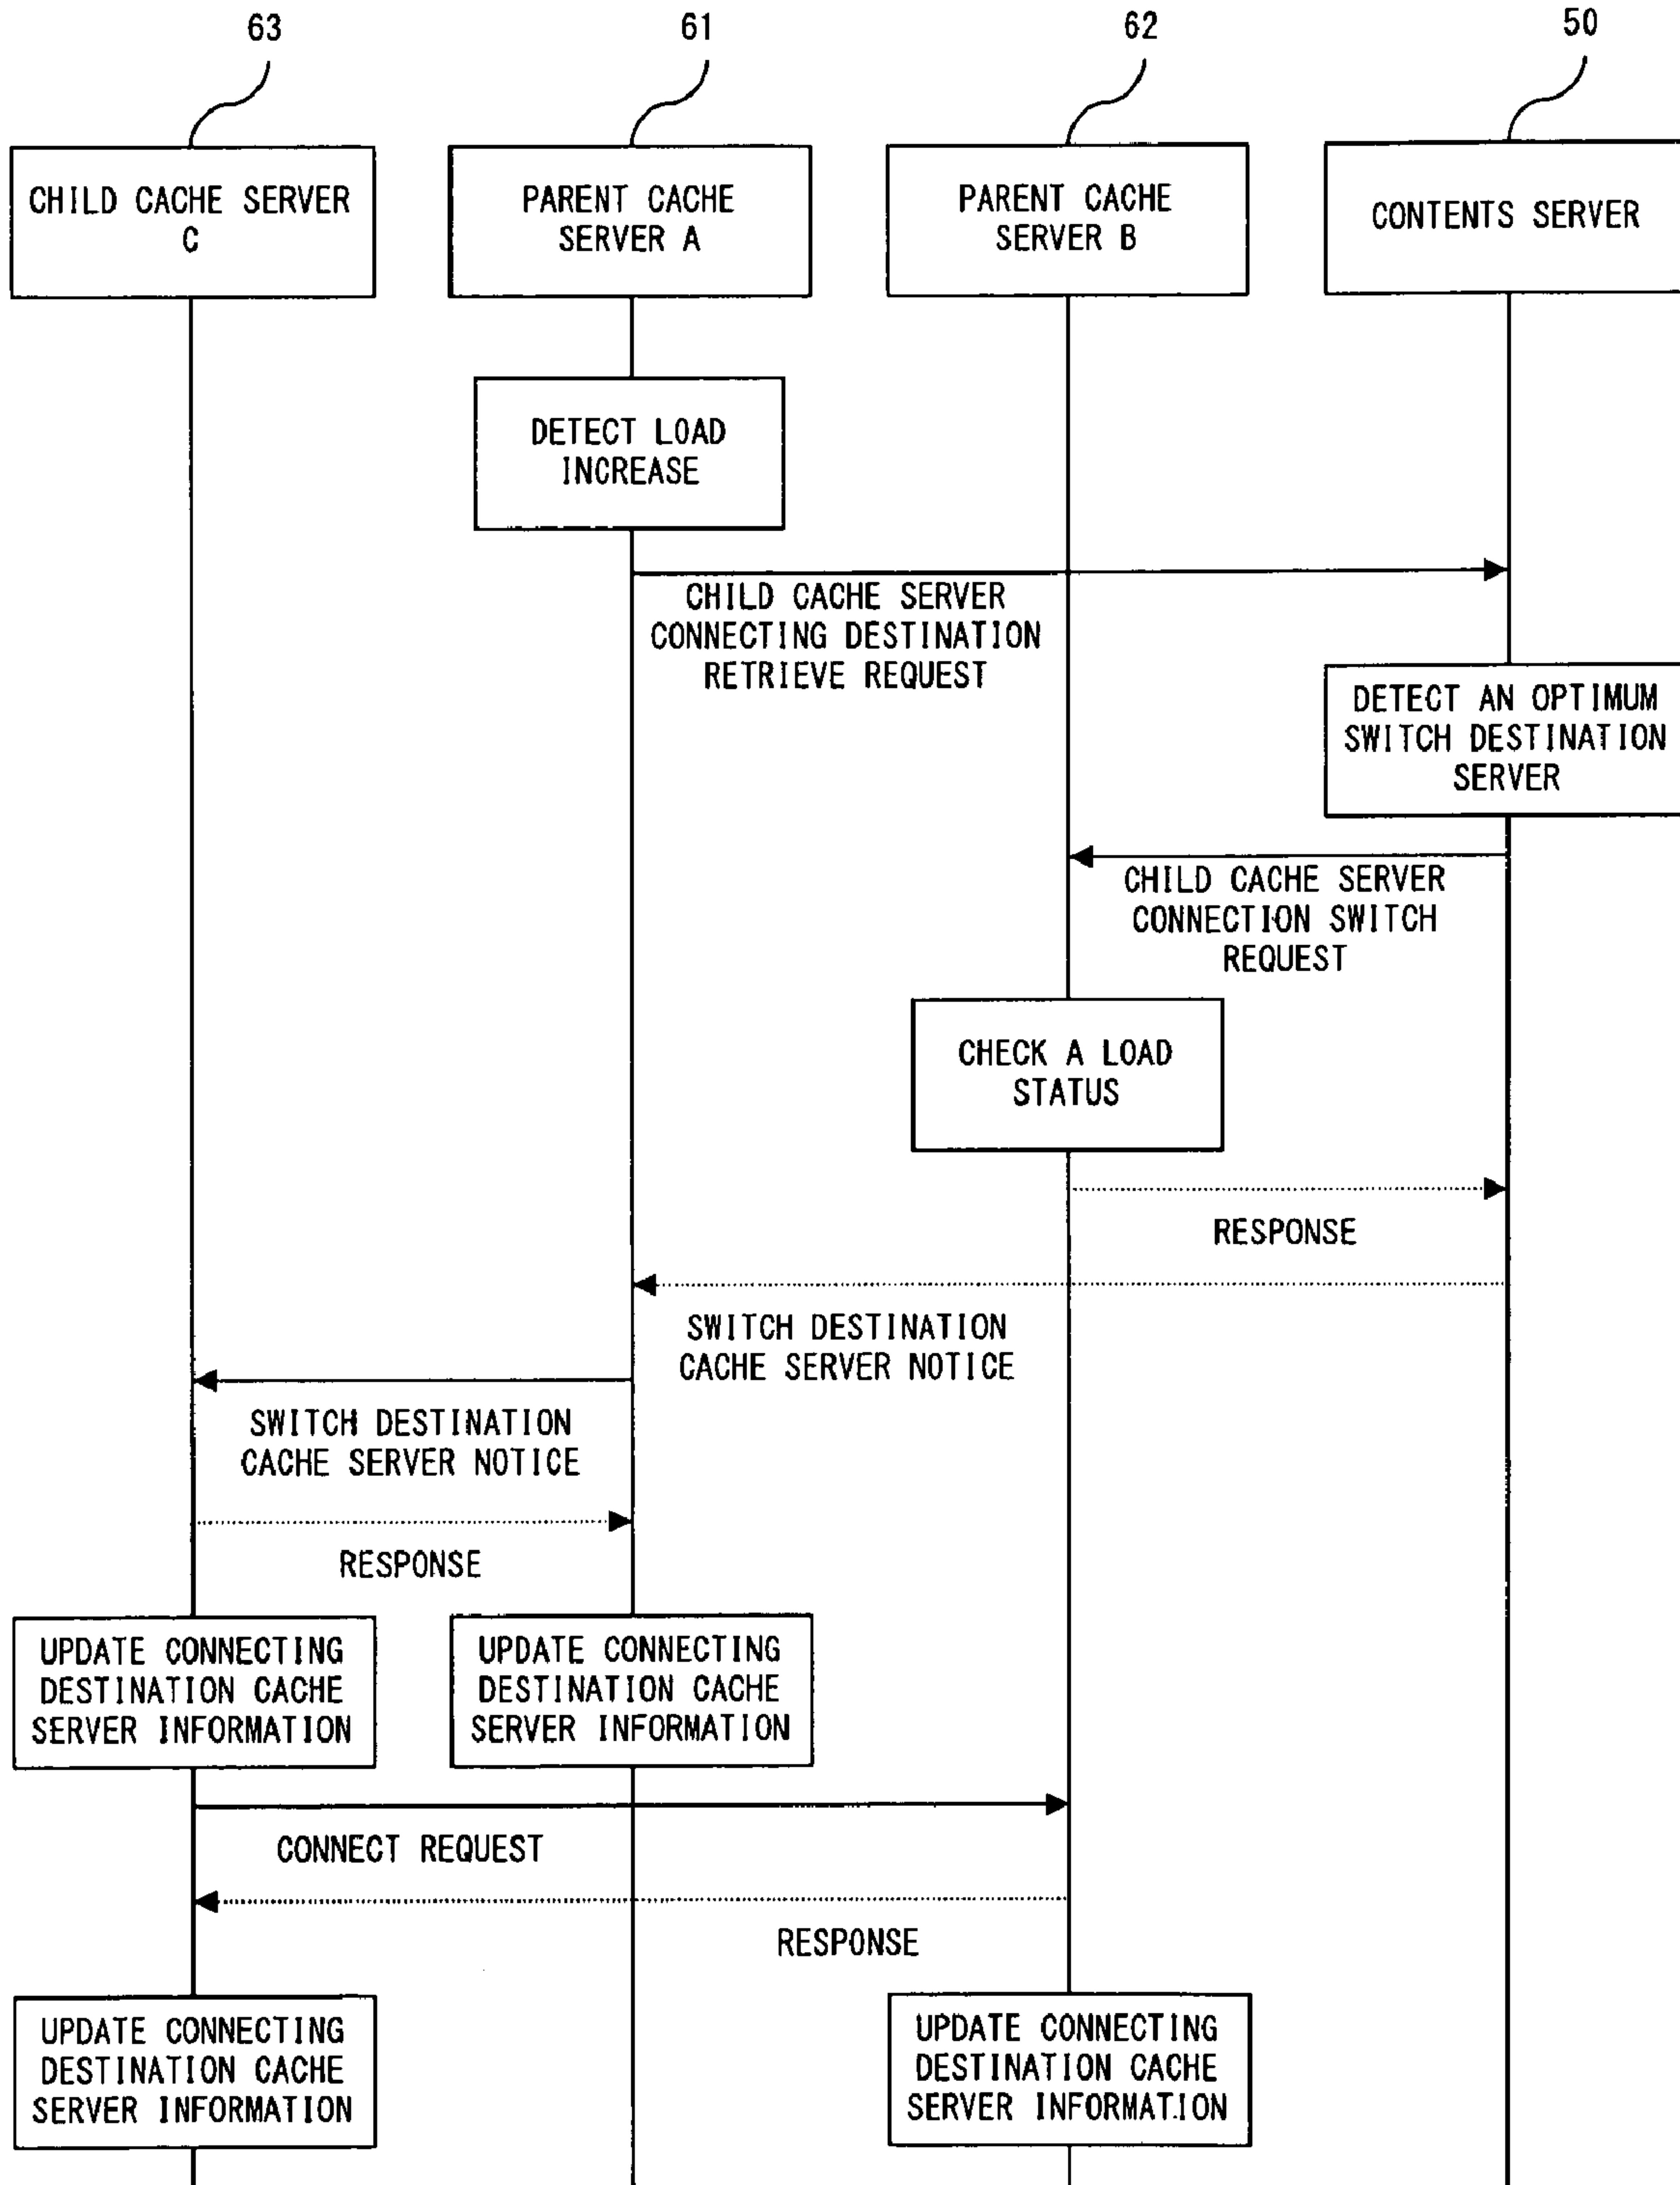 63
61
62
50
CHILD CACHE SERVER
C
PARENT CACHE
SERVER A
PARENT CACHE
SERVER B
CONTENTS SERVER
DETECT LOAD
INCREASE
CHILD CACHE SERVER
CONNECTING DESTINATION
RETRIEVE REQUEST
DETECT AN OPTIMUM
SWITCH DESTINATION
SERVER
CHILD CACHE SERVER
CONNECTION SWITCH
REQUEST
CHECK A LOAD
STATUS
RESPONSE
SWITCH DESTINATION
CACHE SERVER NOTICE
SWITCH DESTINATION
CACHE SERVER NOTICE
RESPONSE
UPDATE CONNECTING
DESTINATION CACHE
SERVER INFORMATION
UPDATE CONNECTING
DESTINATION CACHE
SERVER INFORMATION
CONNECT REQUEST
RESPONSE
UPDATE CONNECTING
DESTINATION CACHE
SERVER INFORMATION
UPDATE CONNECTING
DESTINATION CACHE
SERVER INFORMATION